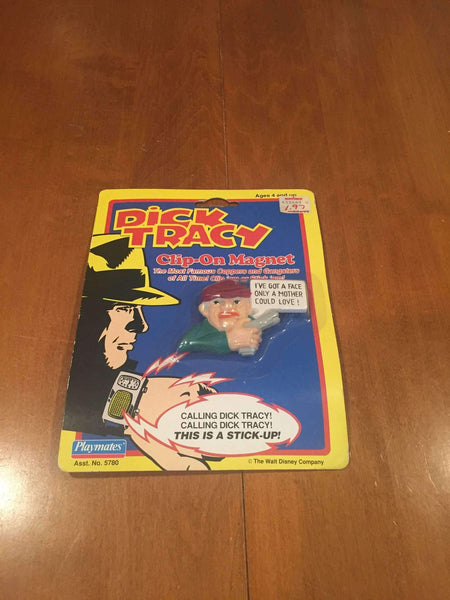 Ages 4 and up
1.97
DICK
TRACY
Clip-On Magnet
The Most Famous Coppers and Gangsters
of All Time!
I'VE GOT A FACE
ONLY A MOTHER
COULD LOVE!
CALLING DICK TRACY!
CALLING DICK TRACY!
THIS IS A STICK-UP!
Playmates
Asst. No. 5780
© The Walt Disney Company